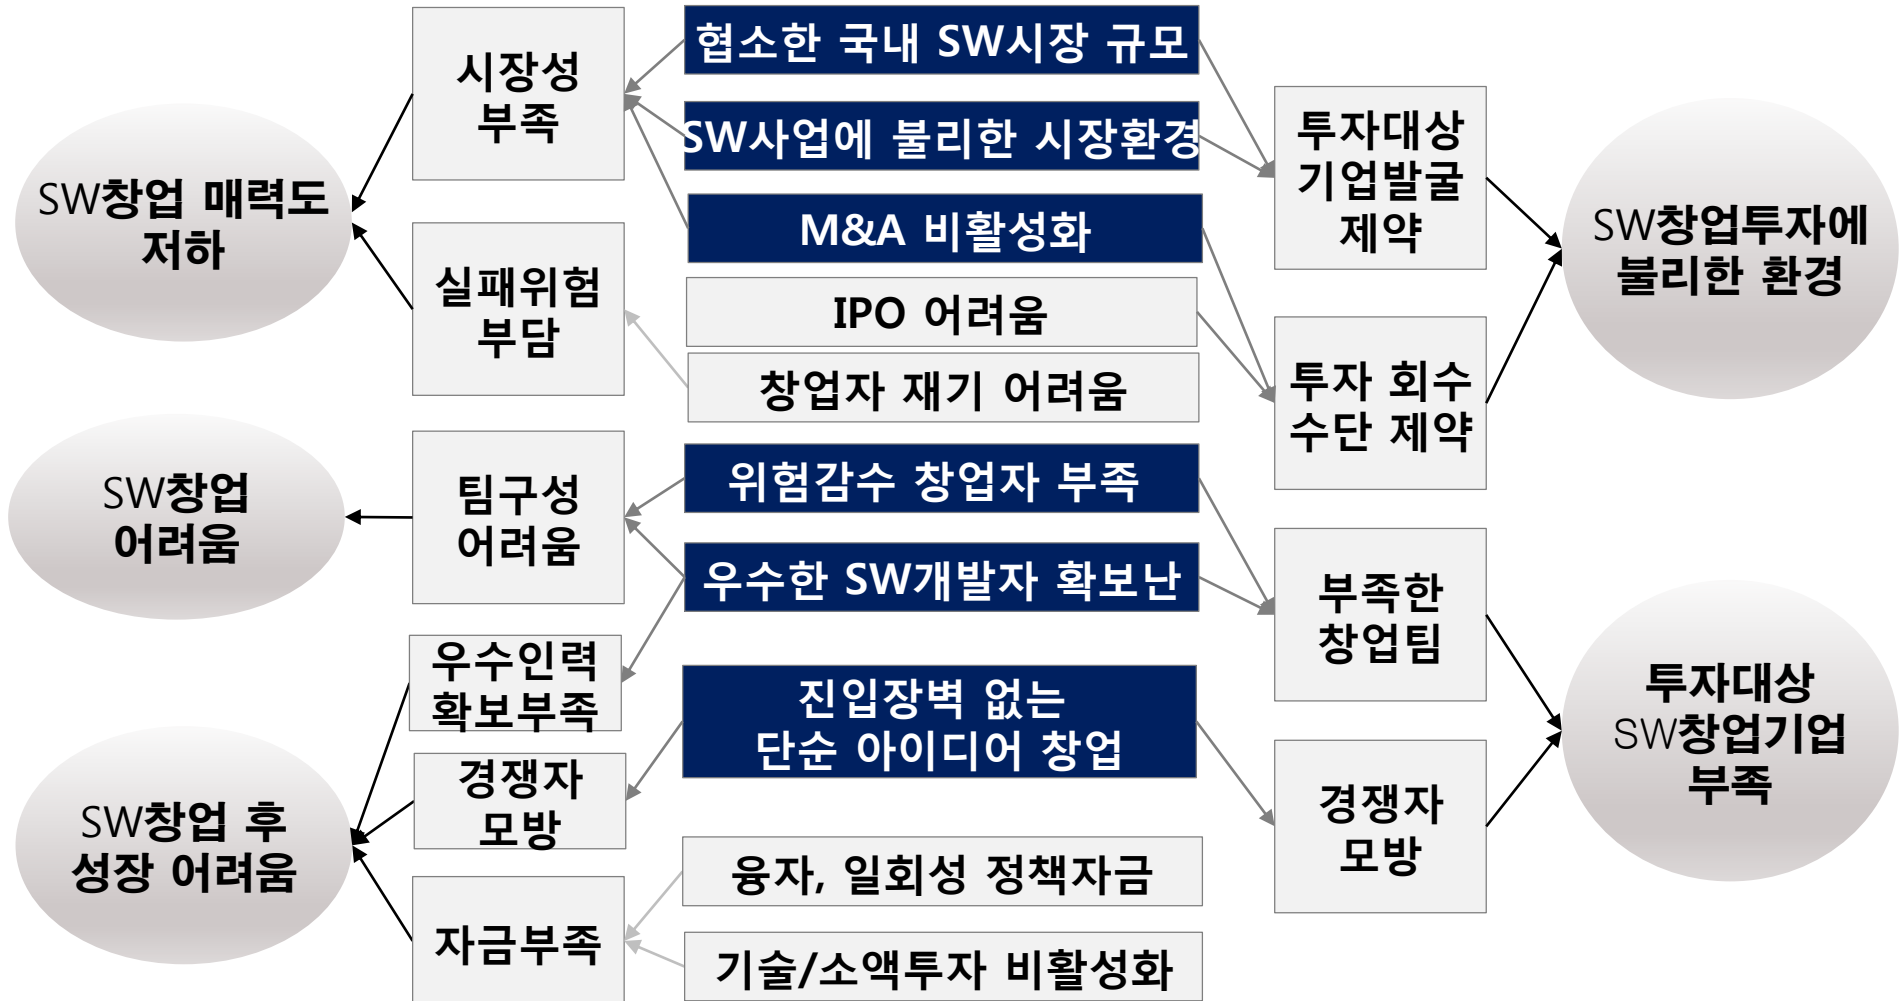 SW창업 매력도
저하
SW창업
어려움
SW창업 후
성장 어려움
시장성
부족
실패위험
부담
팀구성
어려움
우수인력
확보부족
경쟁자
모방
자금부족
협소한 국내 SW시장 규모
SW사업에 불리한 시장환경
M&A 비활성화
IPO 어려움
창업자 재기 어려움
위험감수 창업자 부족
우수한 SW개발자 확보난
진입장벽 없는
단순 아이디어 창업
융자, 일회성 정책자금
기술/소액투자 비활성화
투자대상
기업발굴
제약
투자 회수
수단 제약
부족한
창업팀
경쟁자
모방
SW창업투자에
불리한 환경
투자대상
SW창업기업
부족